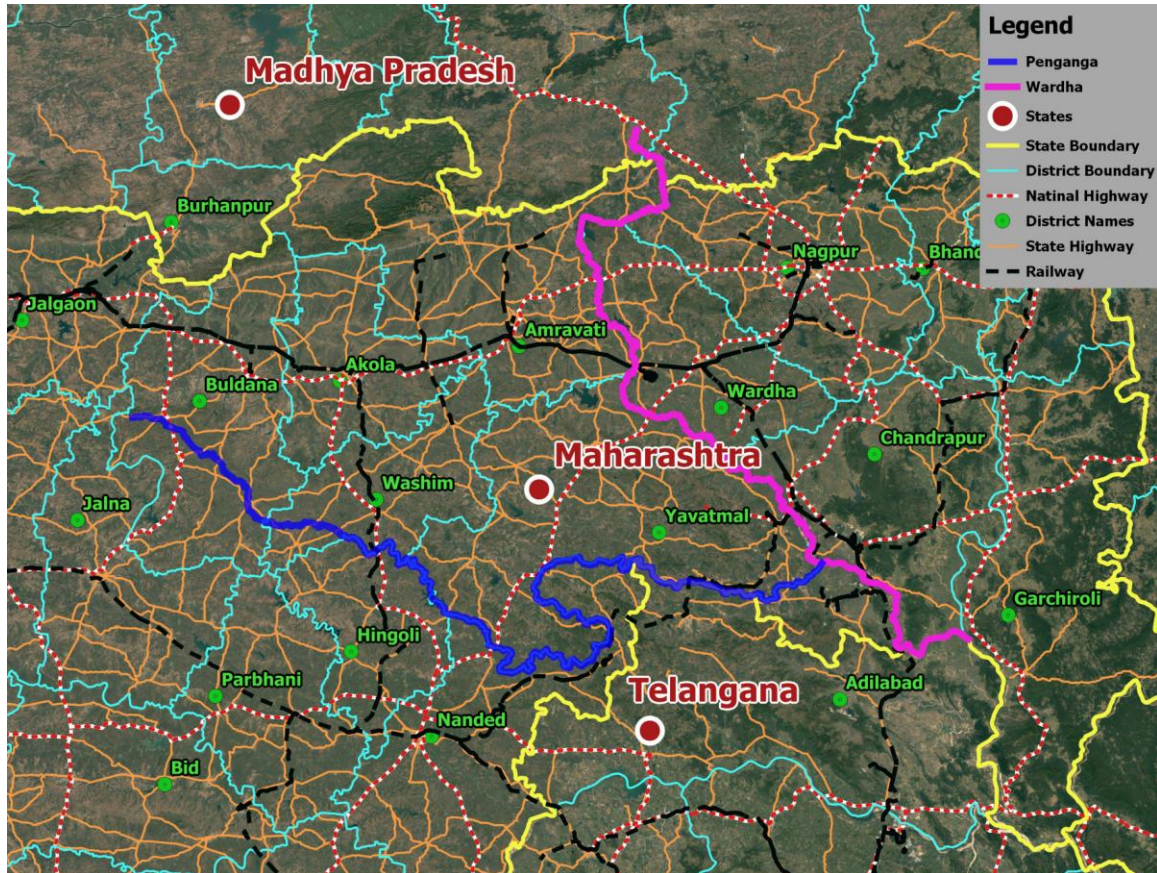 Legend
Penganga
Wardha
States
State Boundary
District Boundary
Natinal Highway
District Names
State Highway
Railway
Madhya Pradesh
Burhanpur
Nagpur
Bhand
Jalgaon
Amravati
Akola
Buldana
Wardha
Chandrapur
Maharashtra
Washim
Jalna
Yavatmal
Garchiroli
Hingoli
Parbhani
Telangana
Adilabad
Nanded
Bid